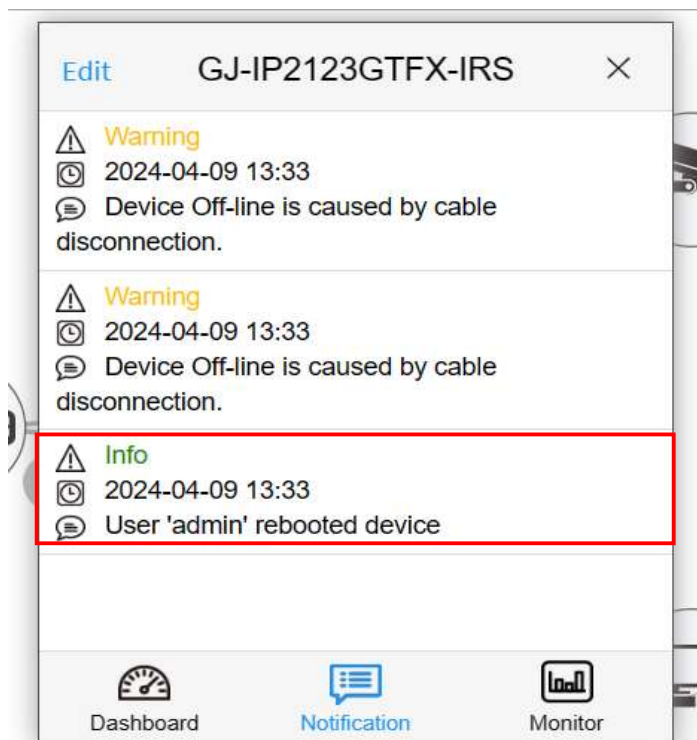 Edit GJ-IP2123GTFX-IRS
Warning
2024-04-09 13:33
Device Off-line is caused by cable
disconnection.
Warning
2024-04-09 13:33
Device Off-line is caused by cable
disconnection.
Info
2024-04-09 13:33
User 'admin' rebooted device
Dashboard Notification Monitor